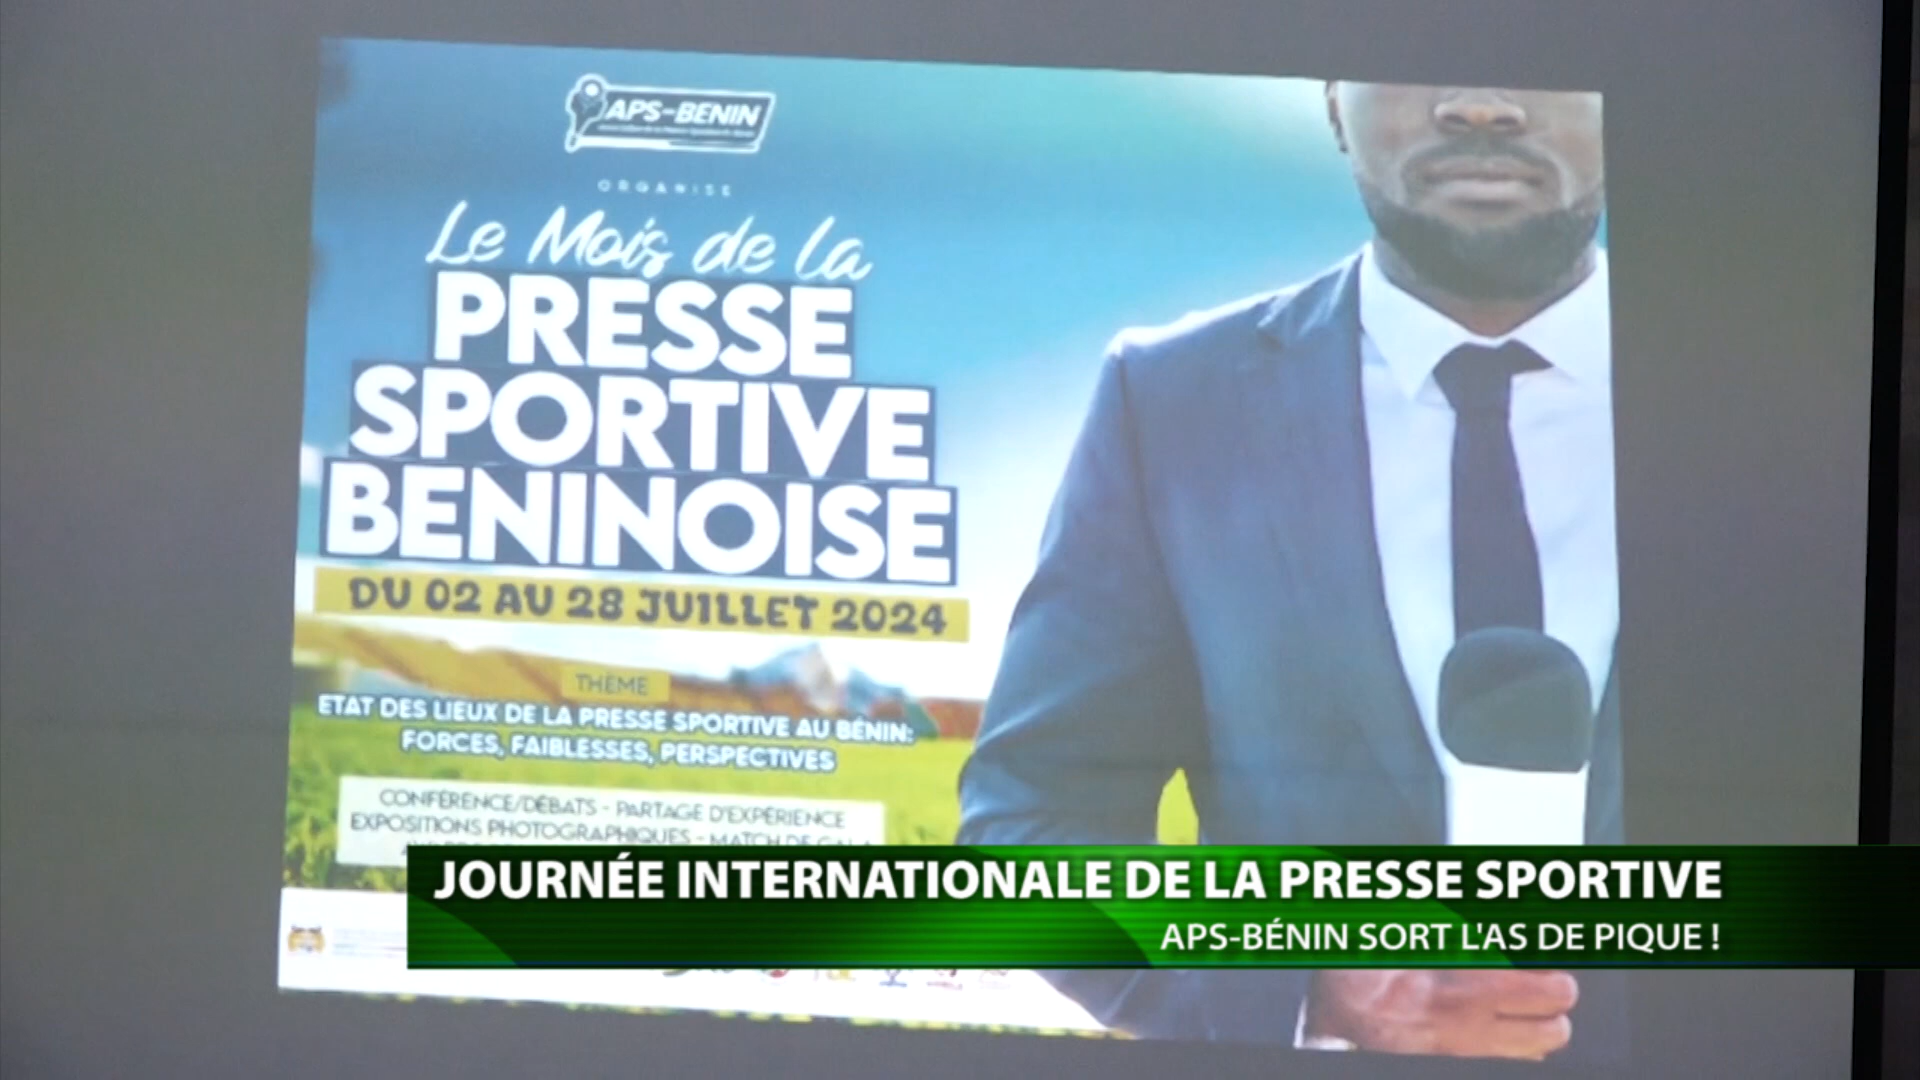 APS-BENIN
ORGANISE
Le Mois de la
PRESSE
SPORTIVE
BENINOISE
DU 02 AU 28 JUILLET 2024
THEME
ETAT DES LIEUX DE LA PRESSE SPORTIVE AU BÉNIN:
FORCES, FAIBLESSES, PERSPECTIVES
CONFÉRENCE/DÉBATS - PARTAGE D'EXPÉRIENCE
EXPOSITIONS PHOTOGRAPHIQUES - MATCH DE GALA
JOURNÉE INTERNATIONALE DE LA PRESSE SPORTIVE
APS-BÉNIN SORT L'AS DE PIQUE !